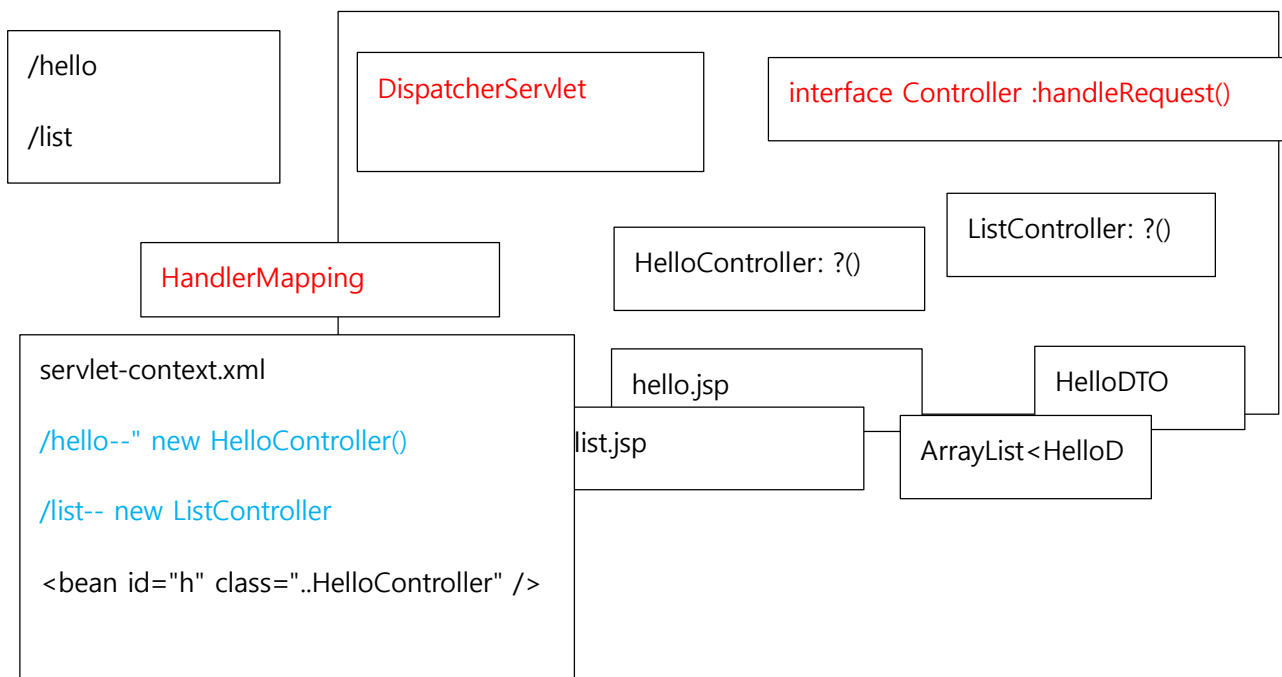 /hello
/list
DispatcherServlet
interface Controller :handleRequest()
HandlerMapping
HelloController: ?()
ListController: ?()
servlet-context.xml
/hello--" new HelloController()
/list-- new ListController
<bean id="h" class="..HelloController" />
hello.jsp
list.jsp
HelloDTO
ArrayList<HelloD